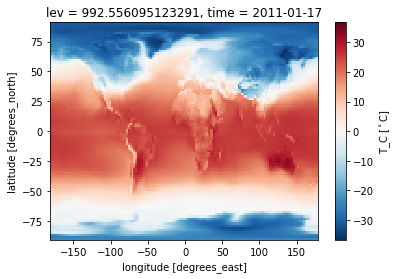 lev = 992.556095123291, time = 2011-01-17
75
50
25
0
−25
−50
−75
latitude [degrees_north]
−150 −100 −50 0 50 100 150
longitude [degrees_east]
30
20
10
0
−10
−20
−30
T_C [°C]